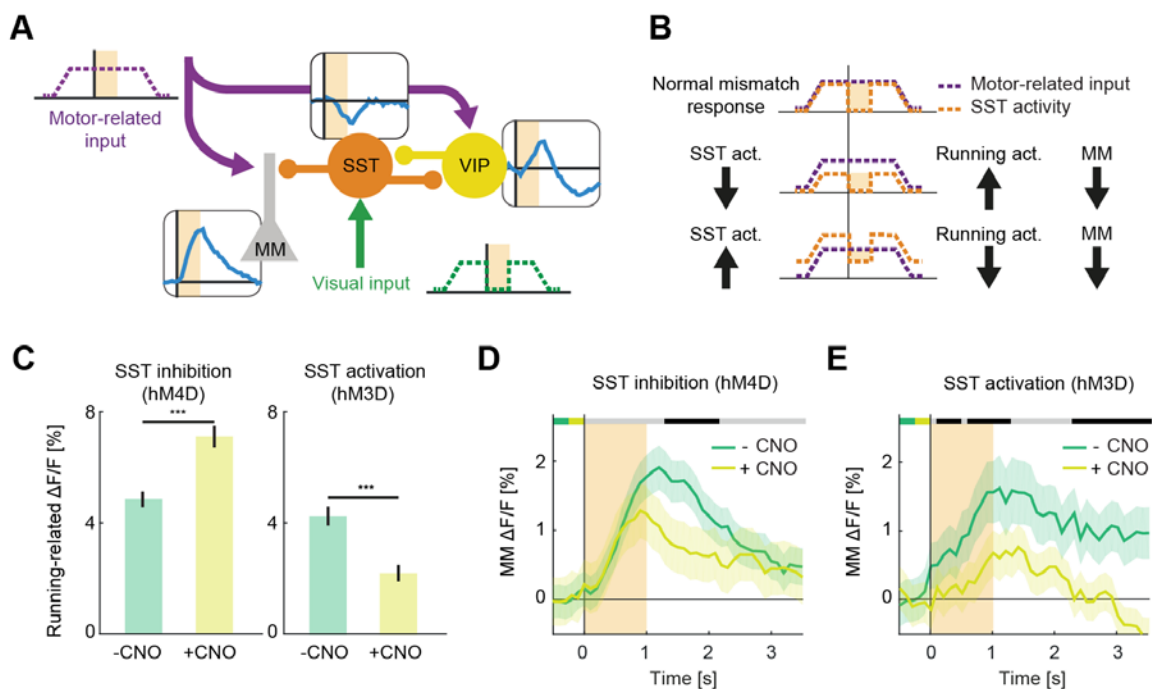 A
Motor-related
input
SST
VIP
MM
Visual input
B
Normal mismatch
response
Motor-related input
SST activity
SST act.
Running act.
MM
SST act.
Running act.
MM
C
SST inhibition
(hM4D)
SST activation
(hM3D)
Running-related ΔF/F [%]
8
4
0
***
-CNO
+CNO
8
4
0
***
-CNO
+CNO
D
SST inhibition (hM4D)
- CNO
+ CNO
MM ΔF/F [%]
2
1
0
0
1
2
3
Time [s]
E
SST activation (hM3D)
- CNO
+ CNO
MM ΔF/F [%]
2
1
0
0
1
2
3
Time [s]